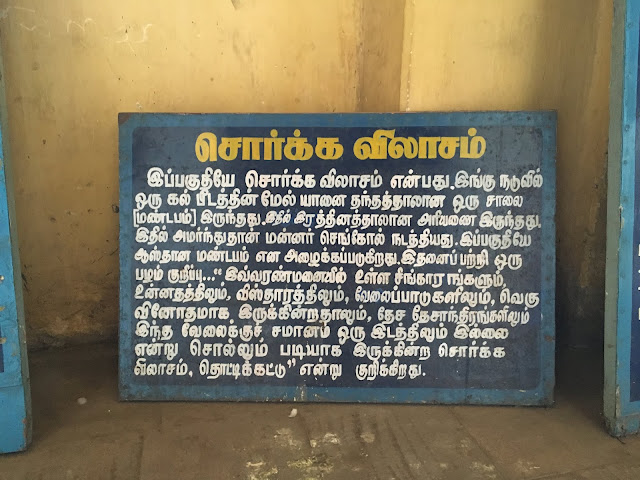 சொர்க்க விலாசம்
இப்பகுதியே சொர்க்க விலாசம் என்பது. இங்கு நடுவில்
ஒரு கல் பீடத்தின் மேல் யானை தந்தத்தாலான ஒரு சாலை
[மண்டபம்] இருந்தது. இதில் இரத்தினத்தாலான அரியணை இருந்தது.
இதில் அமர்ந்துதான் மன்னர் செங்கோல் நடத்தியது. இப்பகுதியே
ஆஸ்தான மண்டபம் என அழைக்கப்படுகிறது. இதனைப் பற்றி ஒரு
பழம் குறிப்பு..." இவ்வரண்மனையில் உள்ள சீங்கார ரங்களும்,
உன்னதத்திலும். விஸ்தாரத்திலும், வேலைப்பாடுகளிலும், வெகு
வினோதமாக இருக்கின்றதாலும், தேச தேசாந்திரங்களிலும்
இந்த வேலைக்குச் சமானம் ஒரு இடத்திலும் இல்லை
என்று சொல்லும் படியாக இருக்கின்ற சொர்க்க
விலாசம், தொட்டிக்கட்டு" என்று குறிக்கிறது.